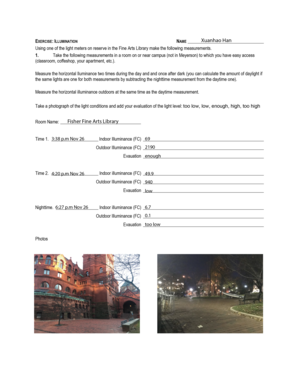 EXERCISE: ILLUMINATION NAME Xuanhao Han
Using one of the light meters on reserve in the Fine Arts Library make the following measurements.
1. Take the following measurements in a room on or near campus (not in Meyerson) to which you have easy access
(classroom, coffeshop, your apartment, etc.).
Measure the horizontal illuminance two times during the day and once after dark (you can calculate the amount of daylight if
the same lights are one for both measurements by subtracting the nighttime measurement from the daytime one).
Measure the horizontal illuminance outdoors at the same time as the daytime measurement.
Take a photograph of the light conditions and add your evaluation of the light level: too low, low, enough, high, too high
Room Name: Fisher Fine Arts Library
Time 1. 3:38 p.m Nov 26 Indoor Illuminance (FC) 69
Outdoor Illuminance (FC) 2190
Evaluation enough
Time 2. 4:20 p.m Nov 26 Indoor Illuminance (FC) 49.9
Outdoor Illuminance (FC) 940
Evaluation low
Nighttime. 6:27 p.m Nov 26 Indoor Illuminance (FC) 6.7
Outdoor Illuminance (FC) 0.1
Evaluation too low
Photos